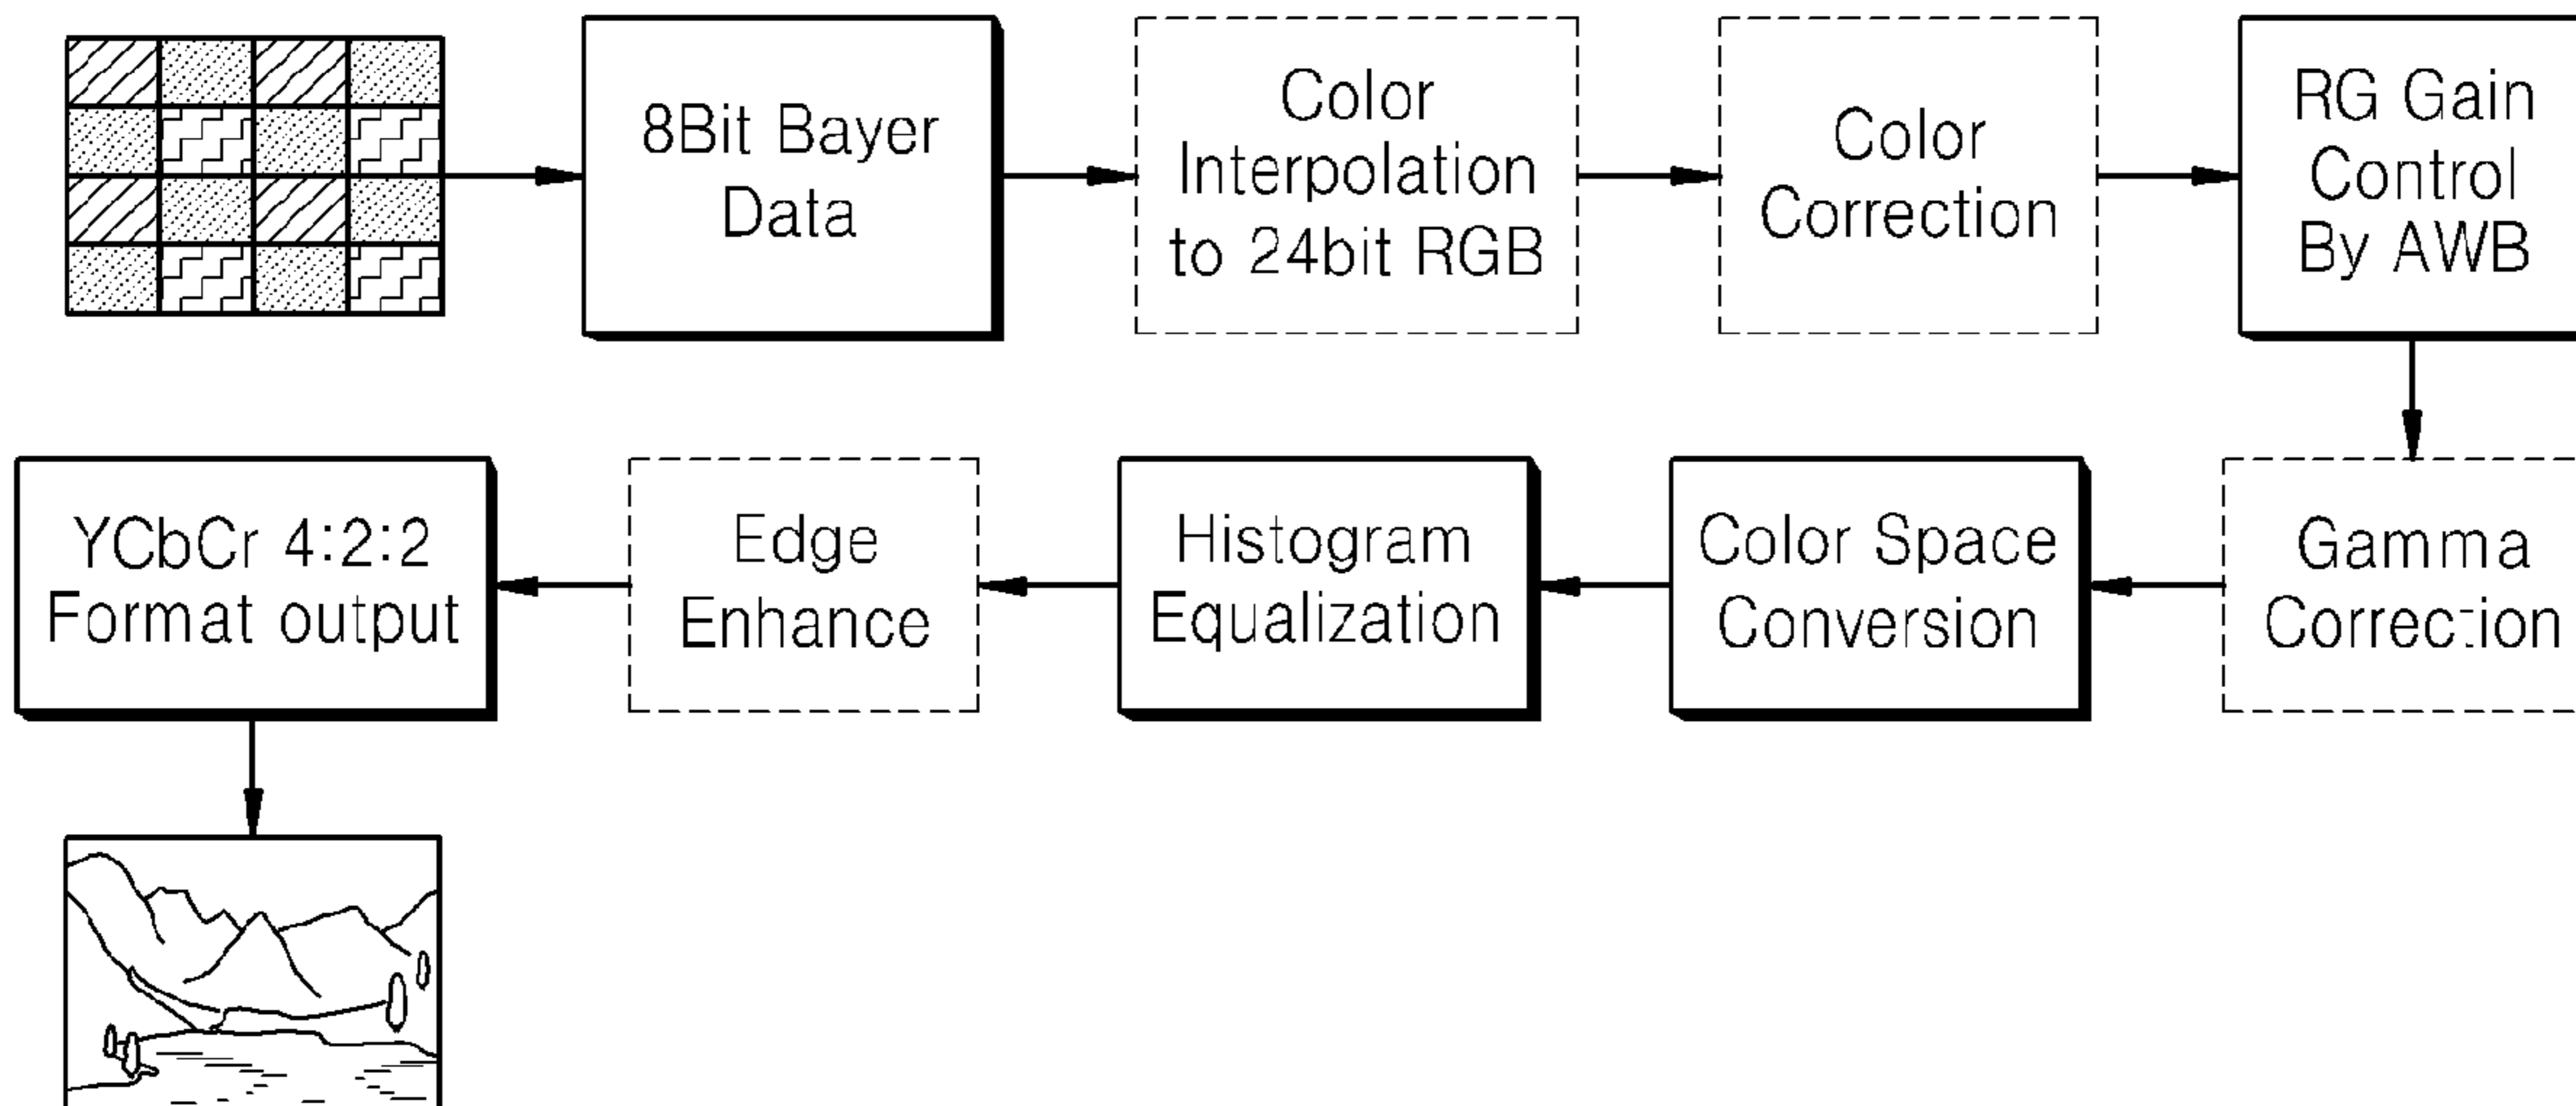 8Bit Bayer
Data
Color
Interpolation
to 24bit RGB
Color
Correction
RG Gain
Control
By AWB
YCbCr 4:2:2
Format output
Edge
Enhance
Histogram
Equalization
Color Space
Conversion
Gamma
Correction